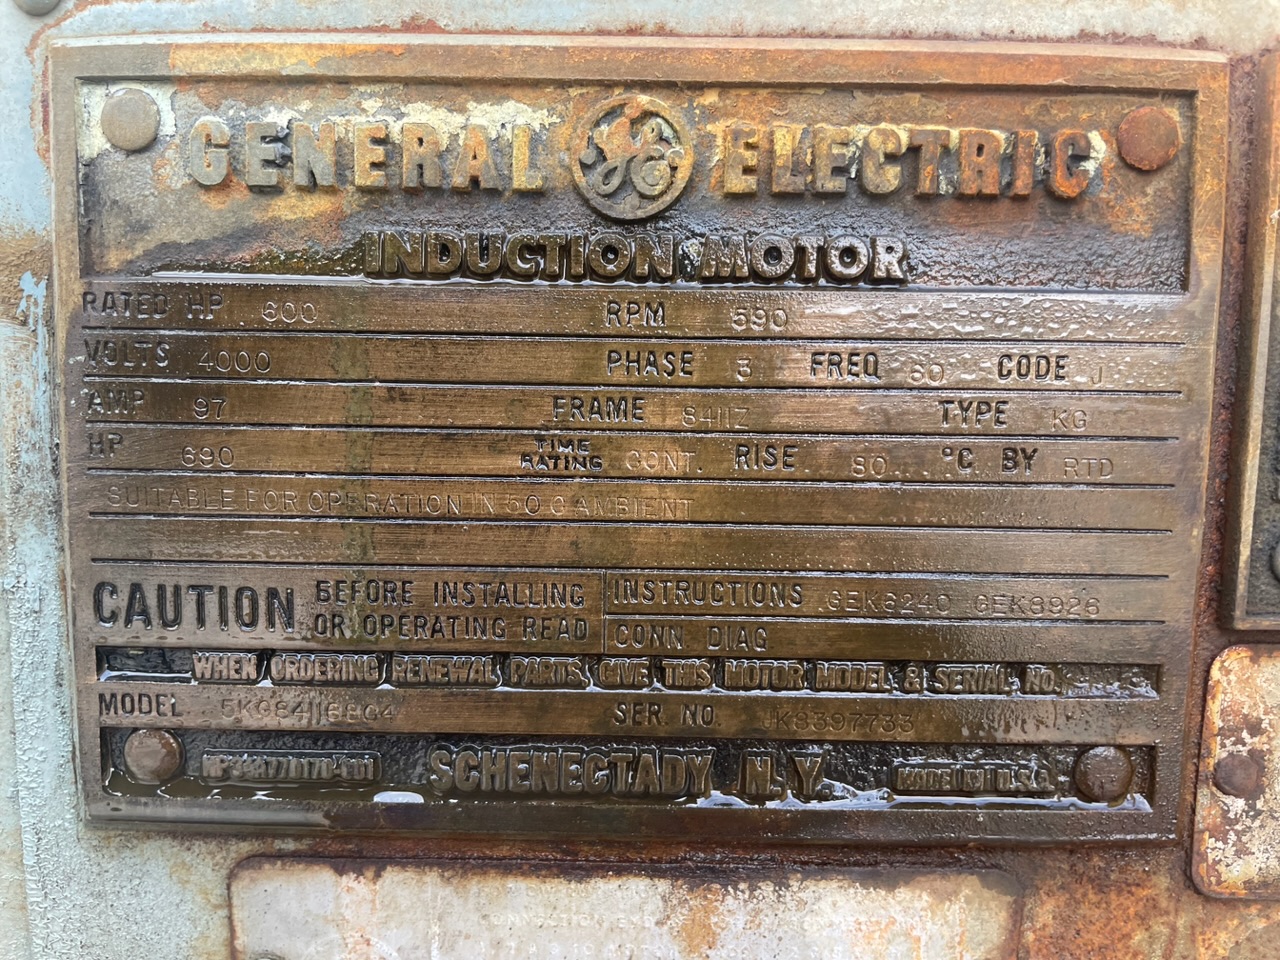 GENERAL GE ELECTRIC
INDUCTION MOTOR
RATED HP 600 RPM 590
VOLTS 4000 PHASE 3 FREQ 60 CODE J
AMP 97 FRAME 8411Z TYPE KG
HP 690 TIME RATING CONT. RISE 80 °C BY RTD
SUITABLE FOR OPERATION IN 50 C AMBIENT
CAUTION BEFORE INSTALLING OR OPERATING READ
INSTRUCTIONS GEK6240 GEK8926
CONN. DIAG
WHEN ORDERING RENEWAL PARTS, GIVE THIS MOTOR MODEL & SERIAL NO.
MODEL SER. NO. JK8397733
SCHENECTADY N.Y. MADE IN U.S.A.